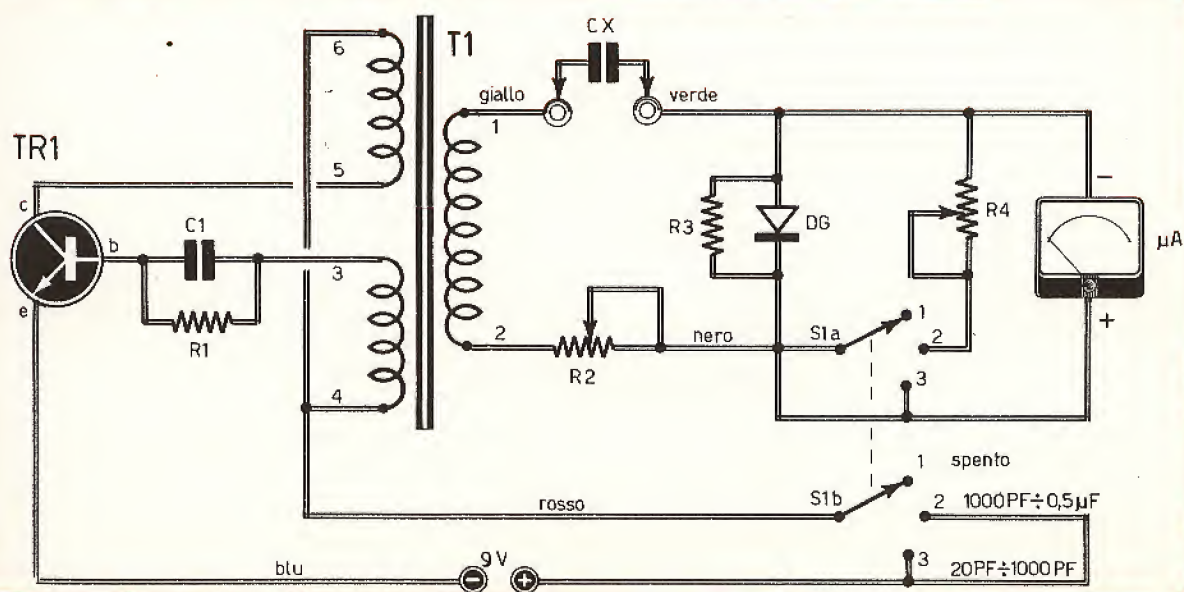 CX
6
T1
giallo
verde
1
TR1
5
c
C1
b
3
e
R1
R3
DG
R4
−
µA
+
2
R2
nero
S1a
1
2
3
4
1 spento
rosso
S1b
2 1000PF÷0,5µF
9V
blu
− +
3 20PF÷1000PF